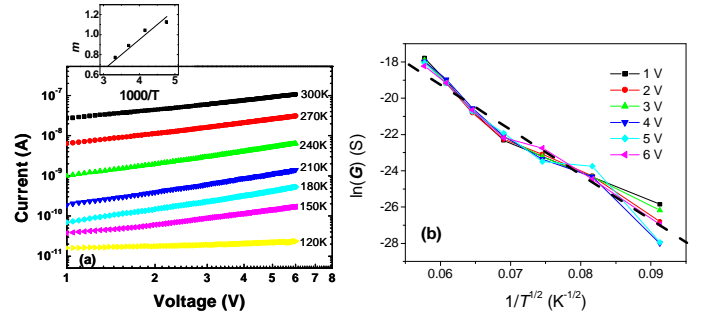 1.2
1.0
0.8
0.6
m
3 4 5
1000/T
10⁻⁷
10⁻⁸
10⁻⁹
10⁻¹⁰
10⁻¹¹
Current (A)
300K
270K
240K
210K
180K
150K
120K
(a)
1 2 3 4 5 6 7 8
Voltage (V)
-18
-20
-22
-24
-26
-28
ln(G) (S)
1 V
2 V
3 V
4 V
5 V
6 V
(b)
0.06 0.07 0.08 0.09
1/T^{1/2} (K^{-1/2})